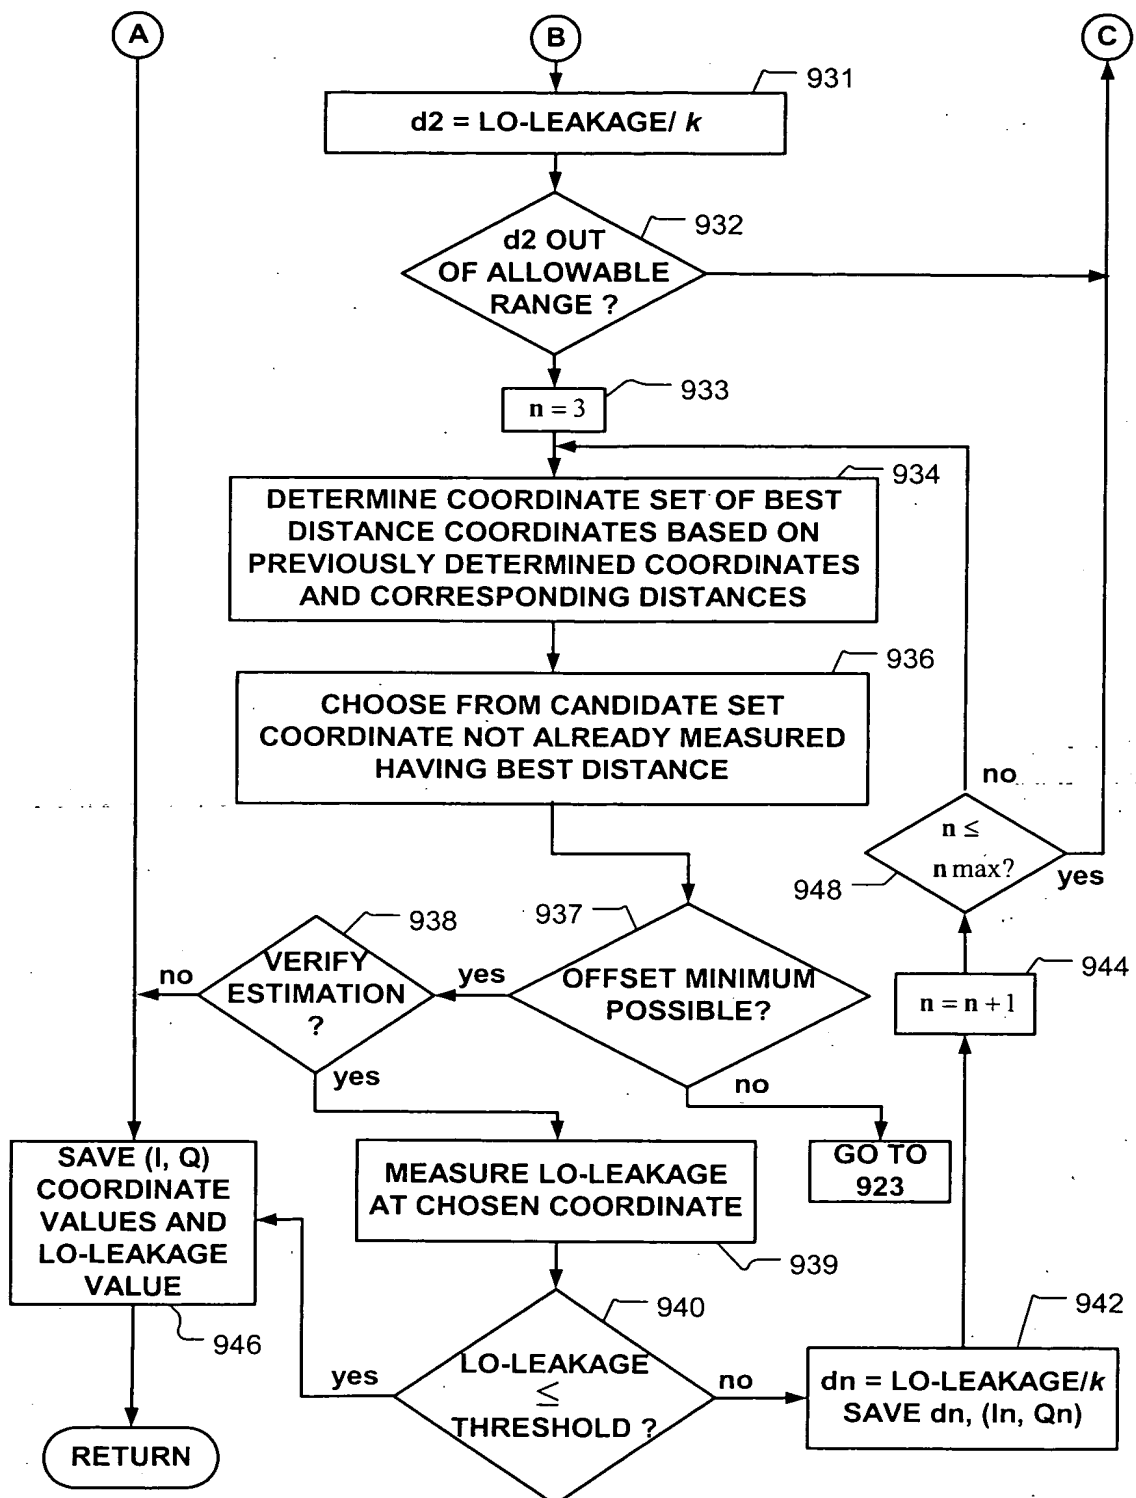 A
B
C
931
d2 = LO-LEAKAGE/ k
932
d2 OUT
OF ALLOWABLE
RANGE ?
933
n = 3
934
DETERMINE COORDINATE SET OF BEST
DISTANCE COORDINATES BASED ON
PREVIOUSLY DETERMINED COORDINATES
AND CORRESPONDING DISTANCES
936
CHOOSE FROM CANDIDATE SET
COORDINATE NOT ALREADY MEASURED
HAVING BEST DISTANCE
no
n ≤
n max?
948
yes
938
937
VERIFY
ESTIMATION
?
no
yes
OFFSET MINIMUM
POSSIBLE?
944
n = n + 1
yes
no
SAVE (I, Q)
COORDINATE
VALUES AND
LO-LEAKAGE
VALUE
MEASURE LO-LEAKAGE
AT CHOSEN COORDINATE
GO TO
923
939
946
940
942
yes
LO-LEAKAGE
≤
THRESHOLD ?
no
dn = LO-LEAKAGE/k
SAVE dn, (In, Qn)
RETURN